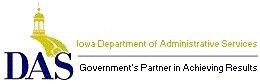 DAS
Iowa Department of Administrative Services
Government's Partner in Achieving Results